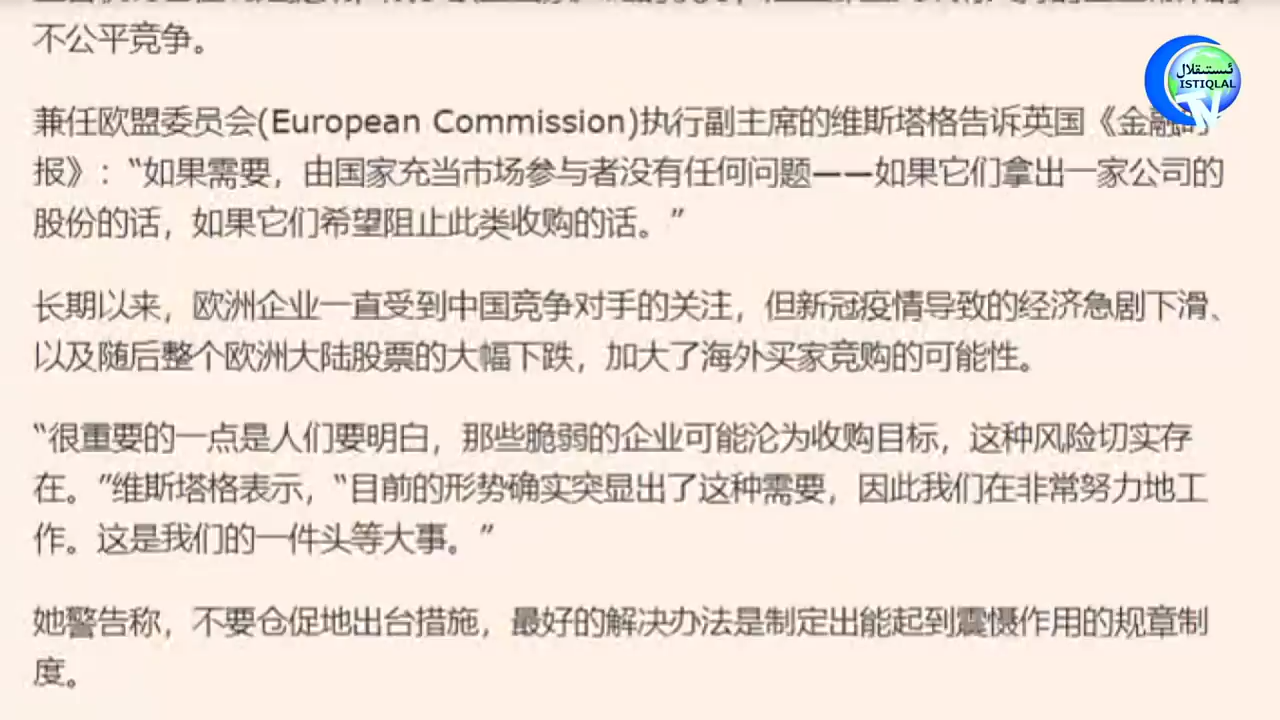 不公平竞争。
兼任欧盟委员会(European Commission)执行副主席的维斯塔格告诉英国《金融时
报》:“如果需要，由国家充当市场参与者没有任何问题——如果它们拿出一家公司的
股份的话，如果它们希望阻止此类收购的话。”
长期以来，欧洲企业一直受到中国竞争对手的关注，但新冠疫情导致的经济急剧下滑、
以及随后整个欧洲大陆股票的大幅下跌，加大了海外买家竞购的可能性。
“很重要的一点是人们要明白，那些脆弱的企业可能沦为收购目标，这种风险切实存
在。”维斯塔格表示，“目前的形势确实突显出了这种需要，因此我们在非常努力地工
作。这是我们的一件头等大事。”
她警告称，不要仓促地出台措施，最好的解决办法是制定出能起到震慑作用的规章制
度。
ئىستىقلال
ISTIQLAL
TV